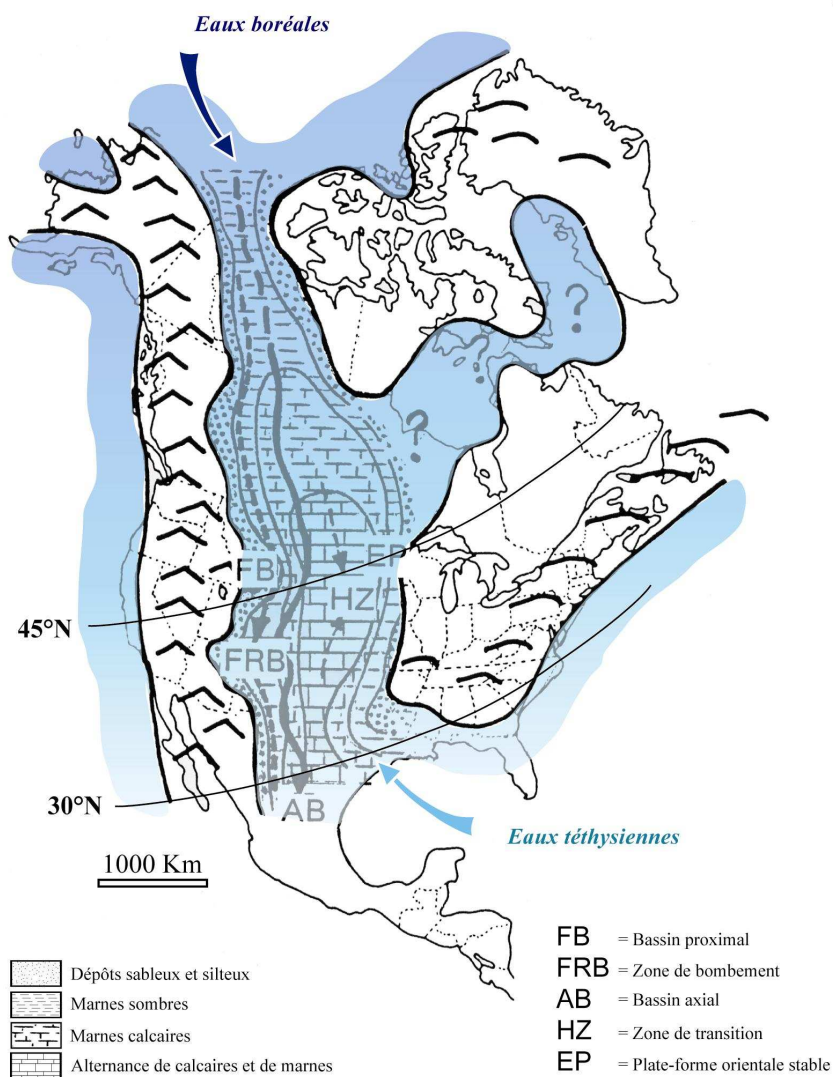 Eaux boréales
?
?
?
FB
EP
HZ
45°N
FRB
30°N
AB
Eaux téthysiennes
1000 Km
FB = Bassin proximal
FRB = Zone de bombement
AB = Bassin axial
HZ = Zone de transition
EP = Plate-forme orientale stable
Dépôts sableux et silteux
Marnes sombres
Marnes calcaires
Alternance de calcaires et de marnes